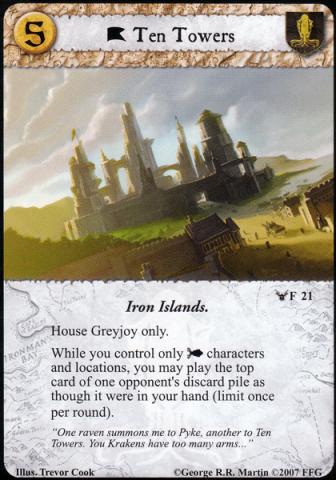 5
Ten Towers
Iron Islands.
F 21
House Greyjoy only.
While you control only characters
and locations, you may play the top
card of one opponent's discard pile as
though it were in your hand (limit once
per round).
"One raven summons me to Pyke, another to Ten
Towers. You Krakens have too many arms..."
IRONMAN'S
BAY
Illus. Trevor Cook
©George R.R. Martin ©2007 FFG